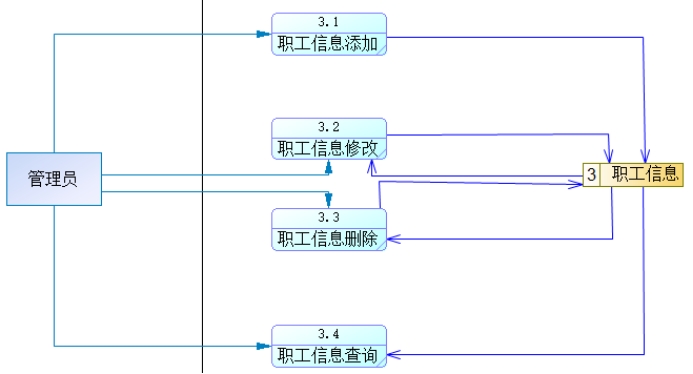 3.1
职工信息添加
3.2
职工信息修改
管理员
3 职工信息
3.3
职工信息删除
3.4
职工信息查询